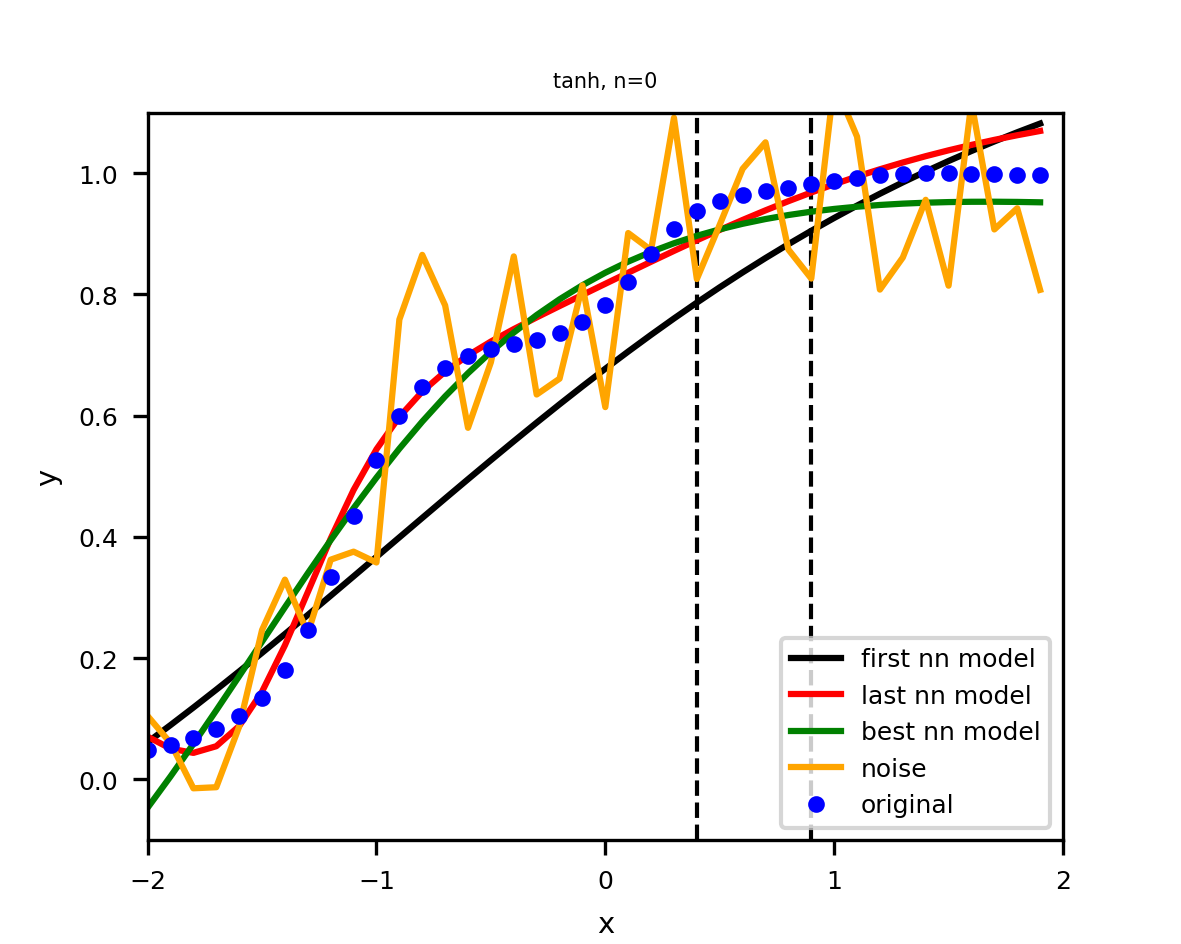 tanh, n=0
1.0
0.8
0.6
0.4
0.2
0.0
y
−2
−1
0
1
2
x
first nn model
last nn model
best nn model
noise
original